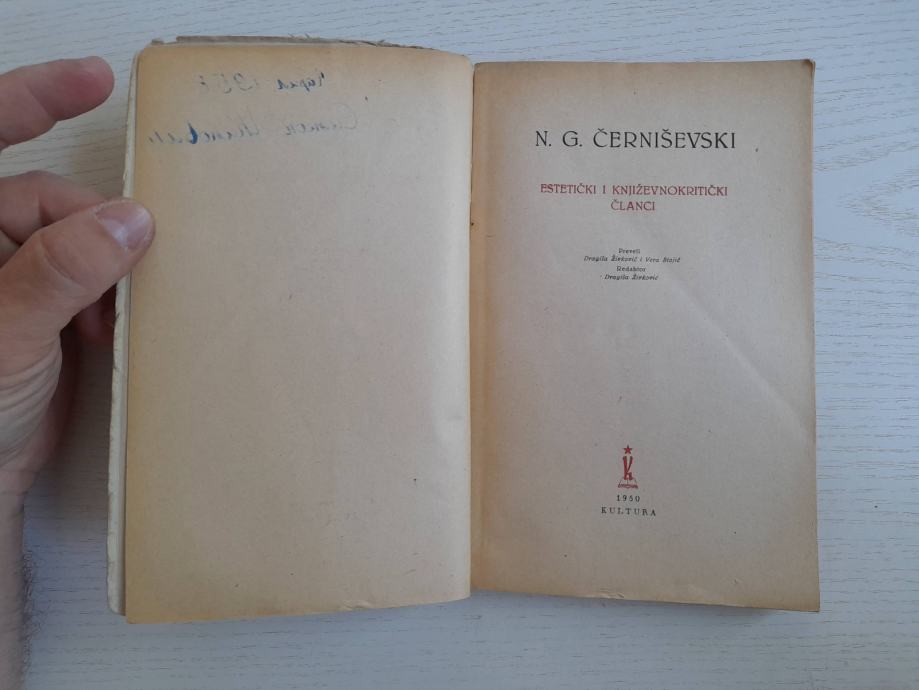 N. G. ČERNIŠEVSKI
ESTETIČKI I KNJIŽEVNOKRITIČKI
ČLANCI
Preveli
Dragiša Živković i Vera Stojić
Redaktor
Dragiša Živković
K
1950
KULTURA